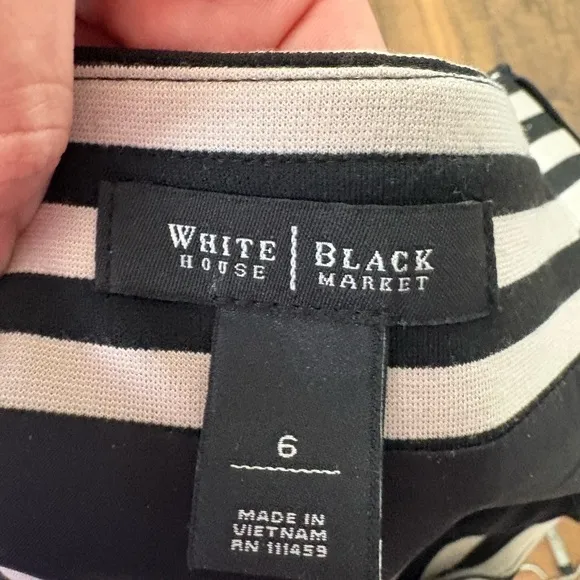 WHITE | BLACK
HOUSE | MARKET
6
MADE IN
VIETNAM
RN 111459